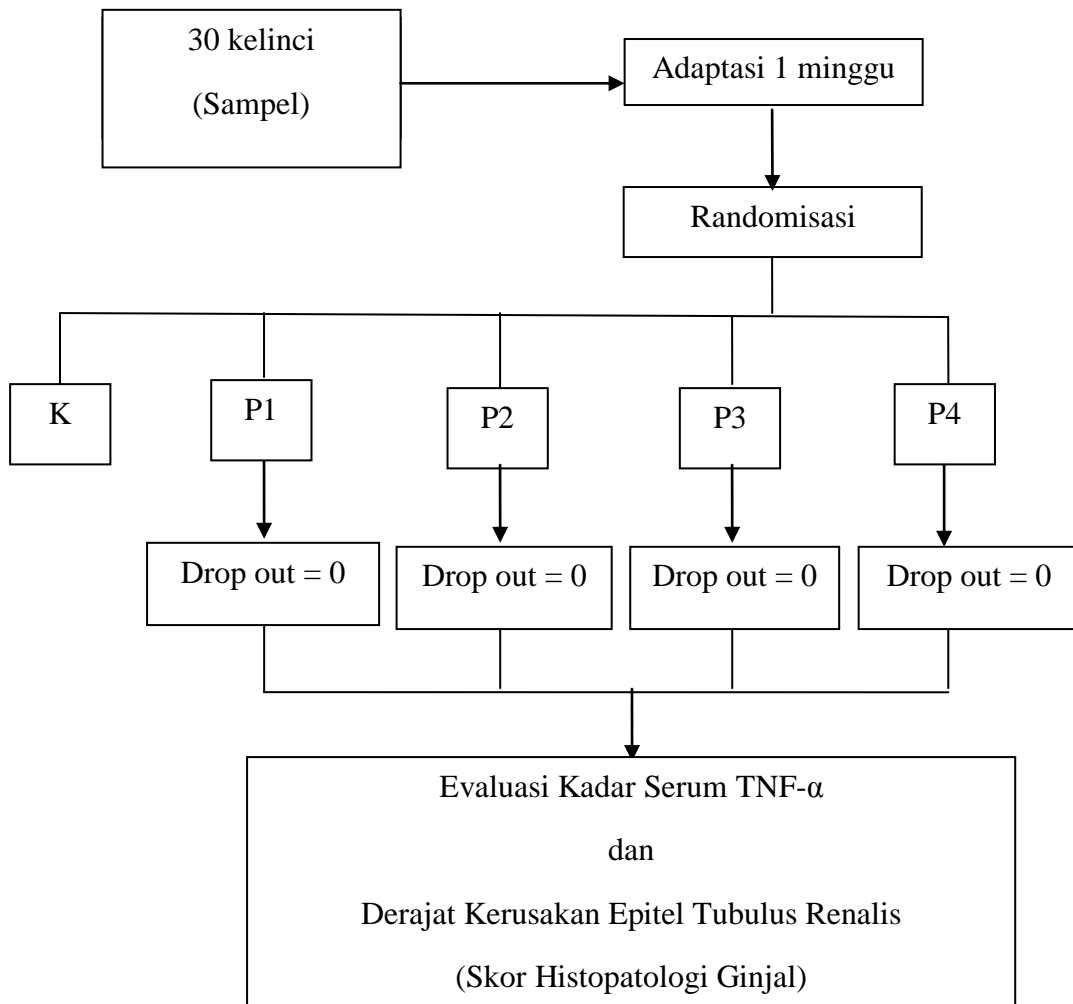 30 kelinci
(Sampel)
Adaptasi 1 minggu
Randomisasi
K
P1
P2
P3
P4
Drop out = 0
Drop out = 0
Drop out = 0
Drop out = 0
Evaluasi Kadar Serum TNF-α
dan
Derajat Kerusakan Epitel Tubulus Renalis
(Skor Histopatologi Ginjal)